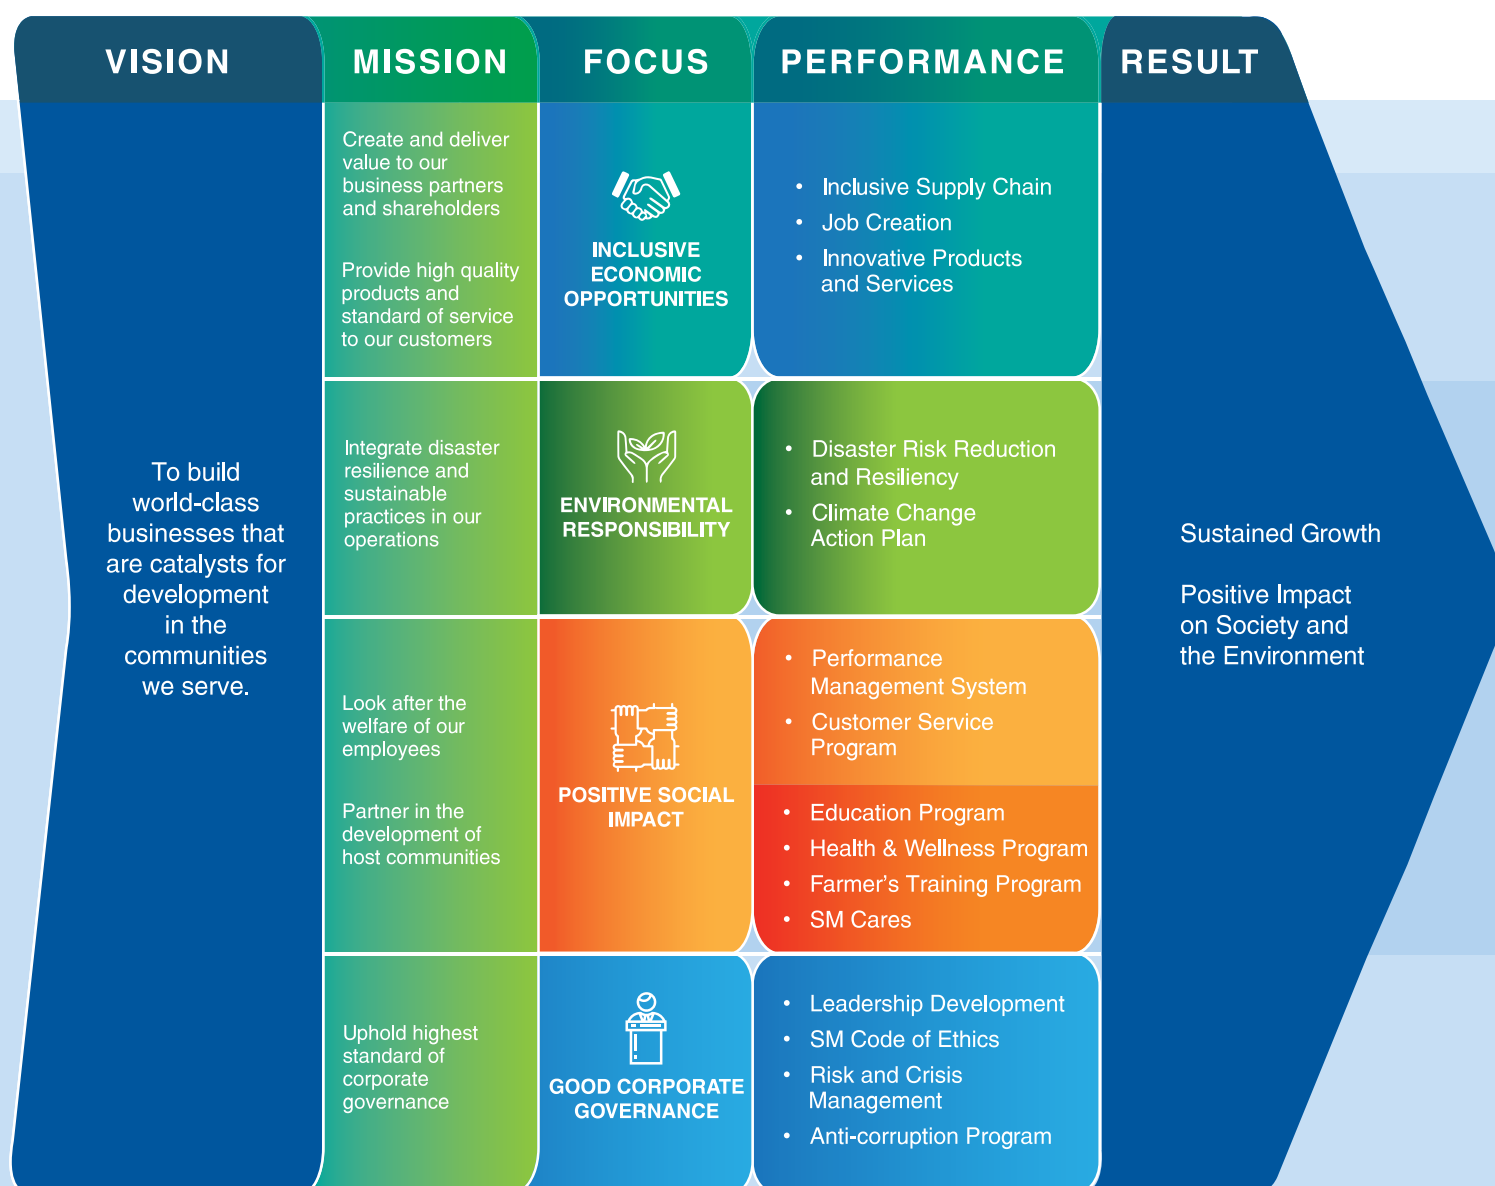 VISION
MISSION
FOCUS
PERFORMANCE
RESULT
To build
world-class
businesses that
are catalysts for
development
in the
communities
we serve.
Create and deliver
value to our
business partners
and shareholders
Provide high quality
products and
standard of service
to our customers
INCLUSIVE
ECONOMIC
OPPORTUNITIES
• Inclusive Supply Chain
• Job Creation
• Innovative Products
and Services
Integrate disaster
resilience and
sustainable
practices in our
operations
ENVIRONMENTAL
RESPONSIBILITY
• Disaster Risk Reduction
and Resiliency
• Climate Change
Action Plan
Look after the
welfare of our
employees
Partner in the
development of
host communities
POSITIVE SOCIAL
IMPACT
• Performance
Management System
• Customer Service
Program
• Education Program
• Health & Wellness Program
• Farmer’s Training Program
• SM Cares
Uphold highest
standard of
corporate
governance
GOOD CORPORATE
GOVERNANCE
• Leadership Development
• SM Code of Ethics
• Risk and Crisis
Management
• Anti-corruption Program
Sustained Growth
Positive Impact
on Society and
the Environment